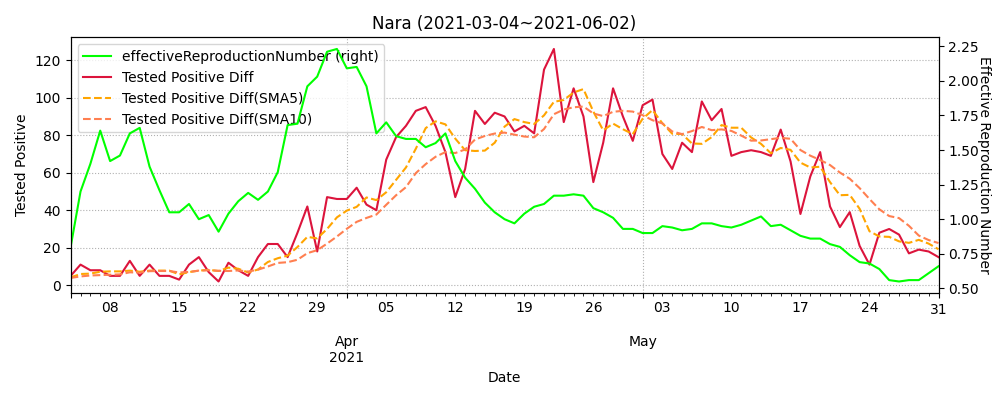 Nara (2021-03-04~2021-06-02)
effectiveReproductionNumber (right)
Tested Positive Diff
Tested Positive Diff(SMA5)
Tested Positive Diff(SMA10)
Tested Positive
120
100
80
60
40
20
0
2.25
2.00
1.75
1.50
1.25
1.00
0.75
0.50
Effective Reproduction Number
08 15 22 29 05 12 19 26 03 10 17 24 31
Apr May
2021
Date